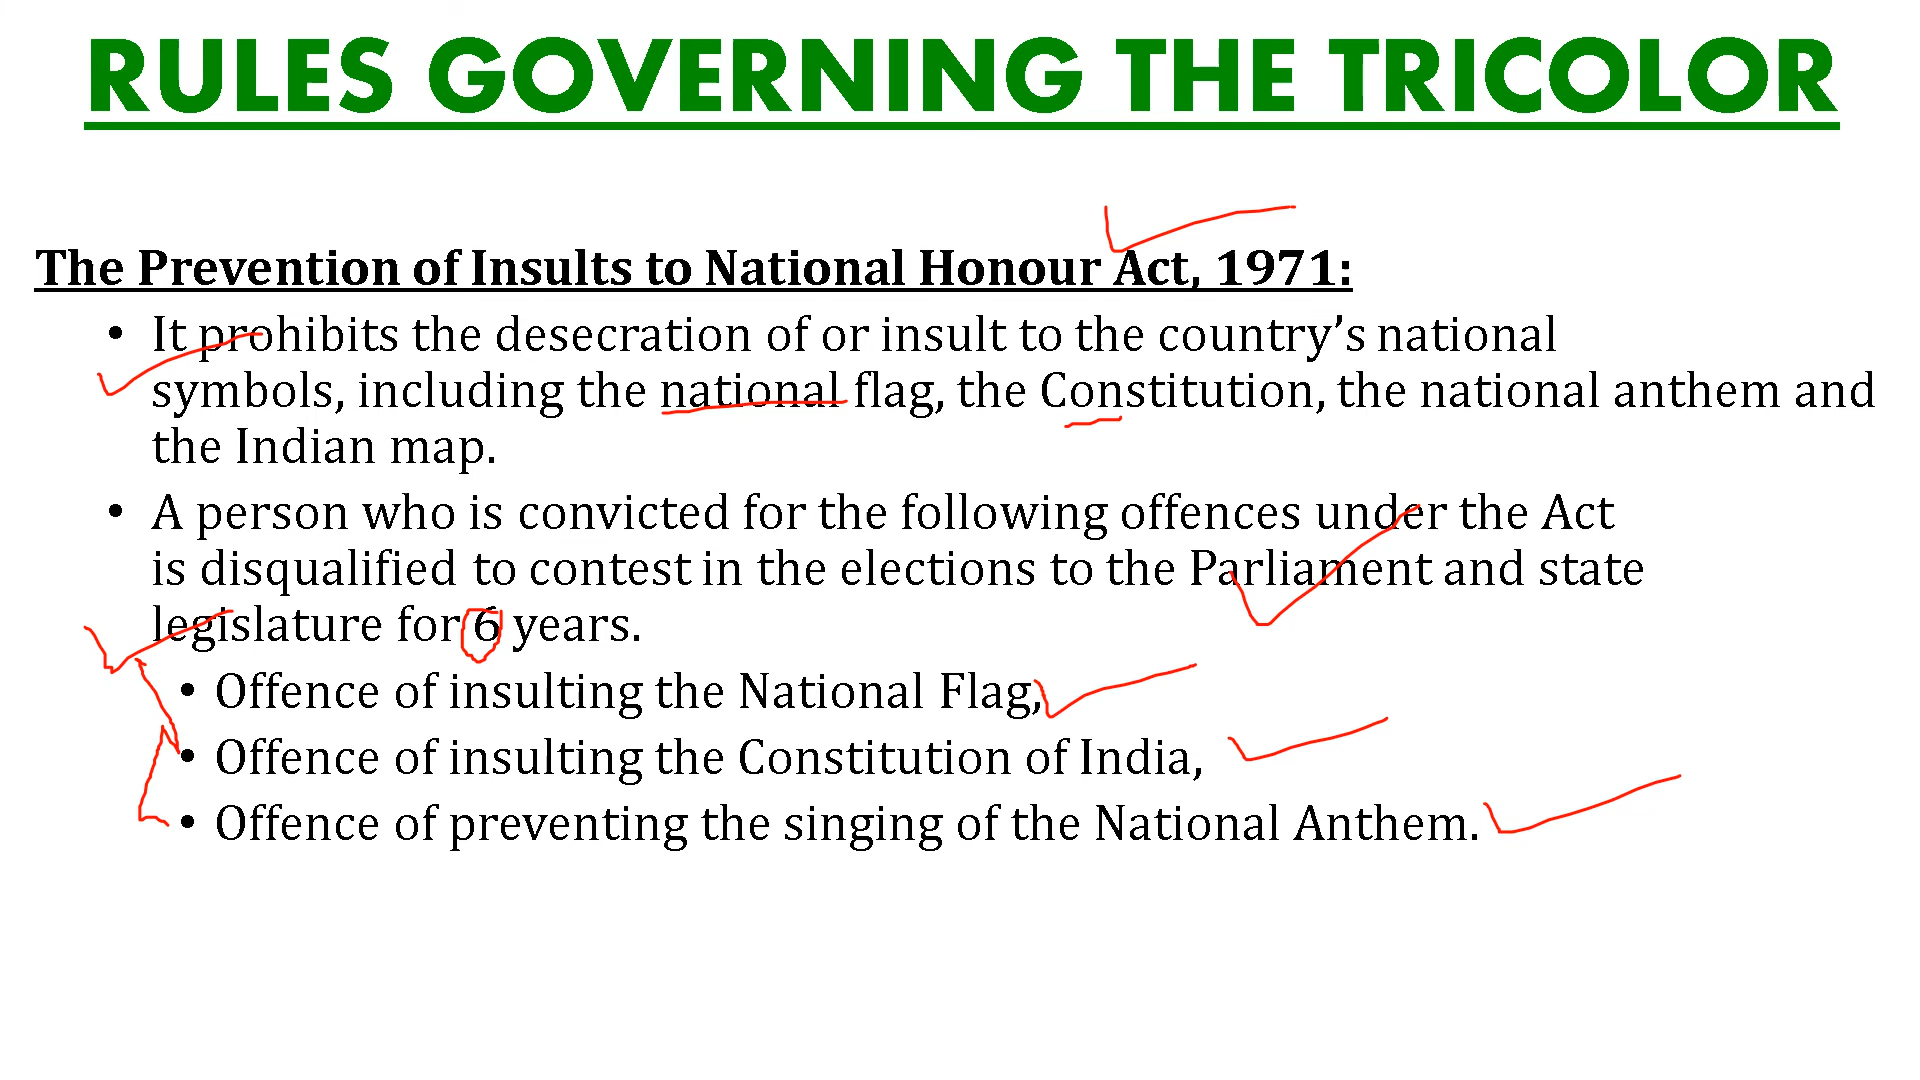 RULES GOVERNING THE TRICOLOR
The Prevention of Insults to National Honour Act, 1971:
• It prohibits the desecration of or insult to the country’s national
symbols, including the national flag, the Constitution, the national anthem and
the Indian map.
• A person who is convicted for the following offences under the Act
is disqualified to contest in the elections to the Parliament and state
legislature for 6 years.
• Offence of insulting the National Flag,
• Offence of insulting the Constitution of India,
• Offence of preventing the singing of the National Anthem.